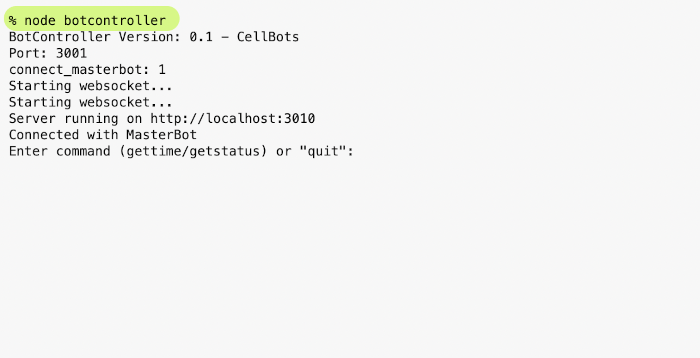 % node botcontroller
BotController Version: 0.1 – CellBots
Port: 3001
connect_masterbot: 1
Starting websocket...
Starting websocket...
Server running on http://localhost:3010
Connected with MasterBot
Enter command (gettime/getstatus) or "quit":